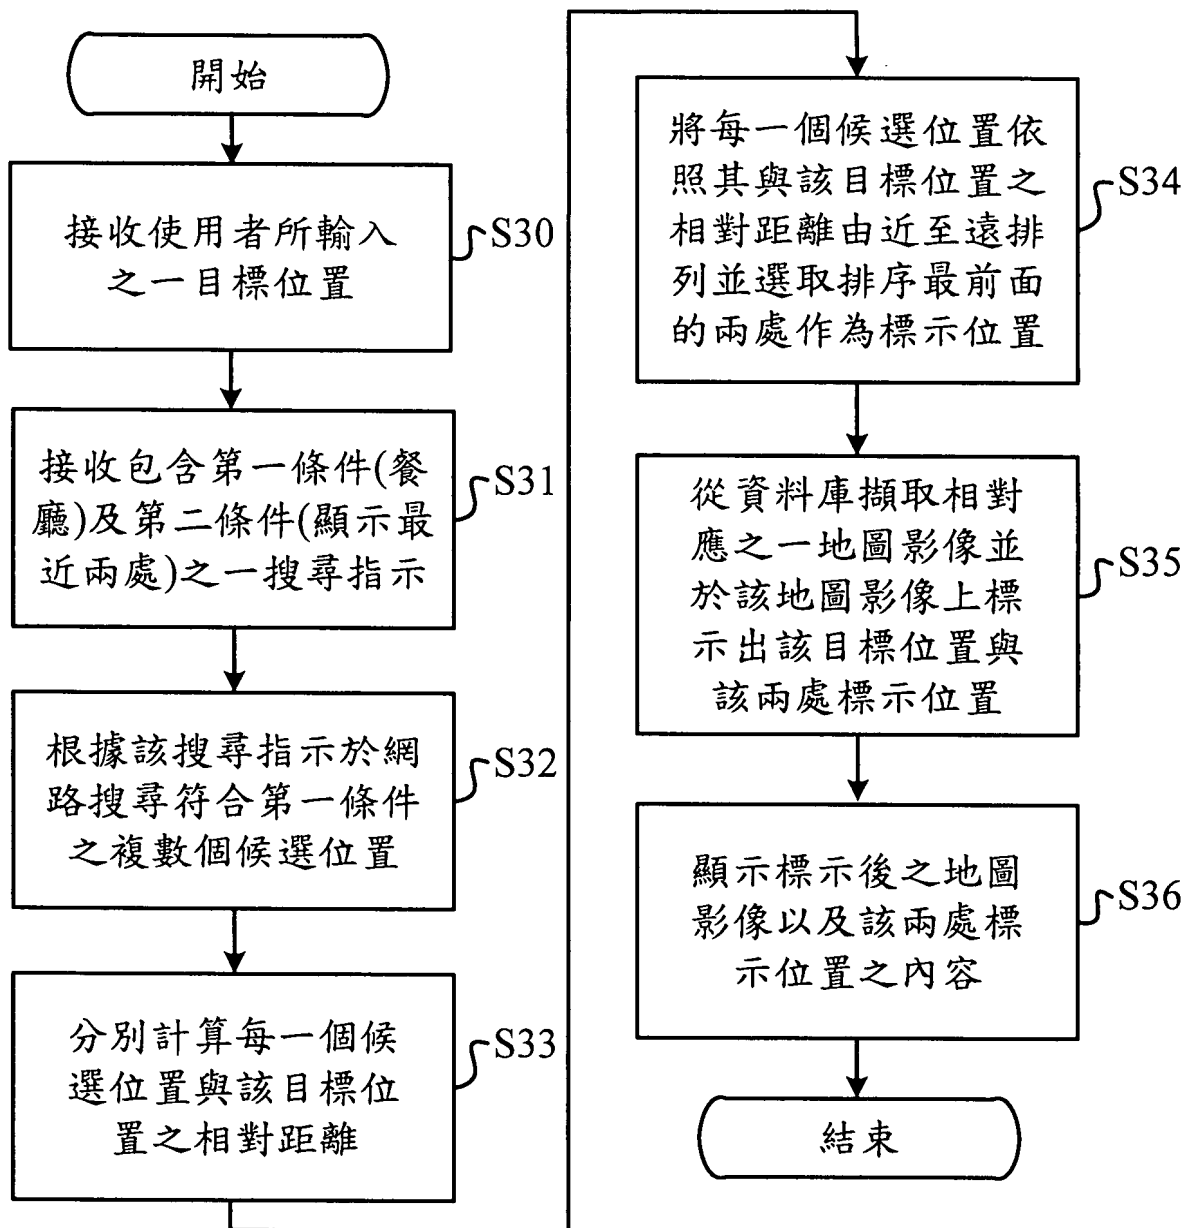 開始
接收使用者所輸入
之一目標位置
S30
接收包含第一條件(餐
廳)及第二條件(顯示最
近兩處)之一搜尋指示
S31
根據該搜尋指示於網
路搜尋符合第一條件
之複數個候選位置
S32
分別計算每一個候
選位置與該目標位
置之相對距離
S33
將每一個候選位置依
照其與該目標位置之
相對距離由近至遠排
列並選取排序最前面
的兩處作為標示位置
S34
從資料庫擷取相對
應之一地圖影像並
於該地圖影像上標
示出該目標位置與
該兩處標示位置
S35
顯示標示後之地圖
影像以及該兩處標
示位置之內容
S36
結束